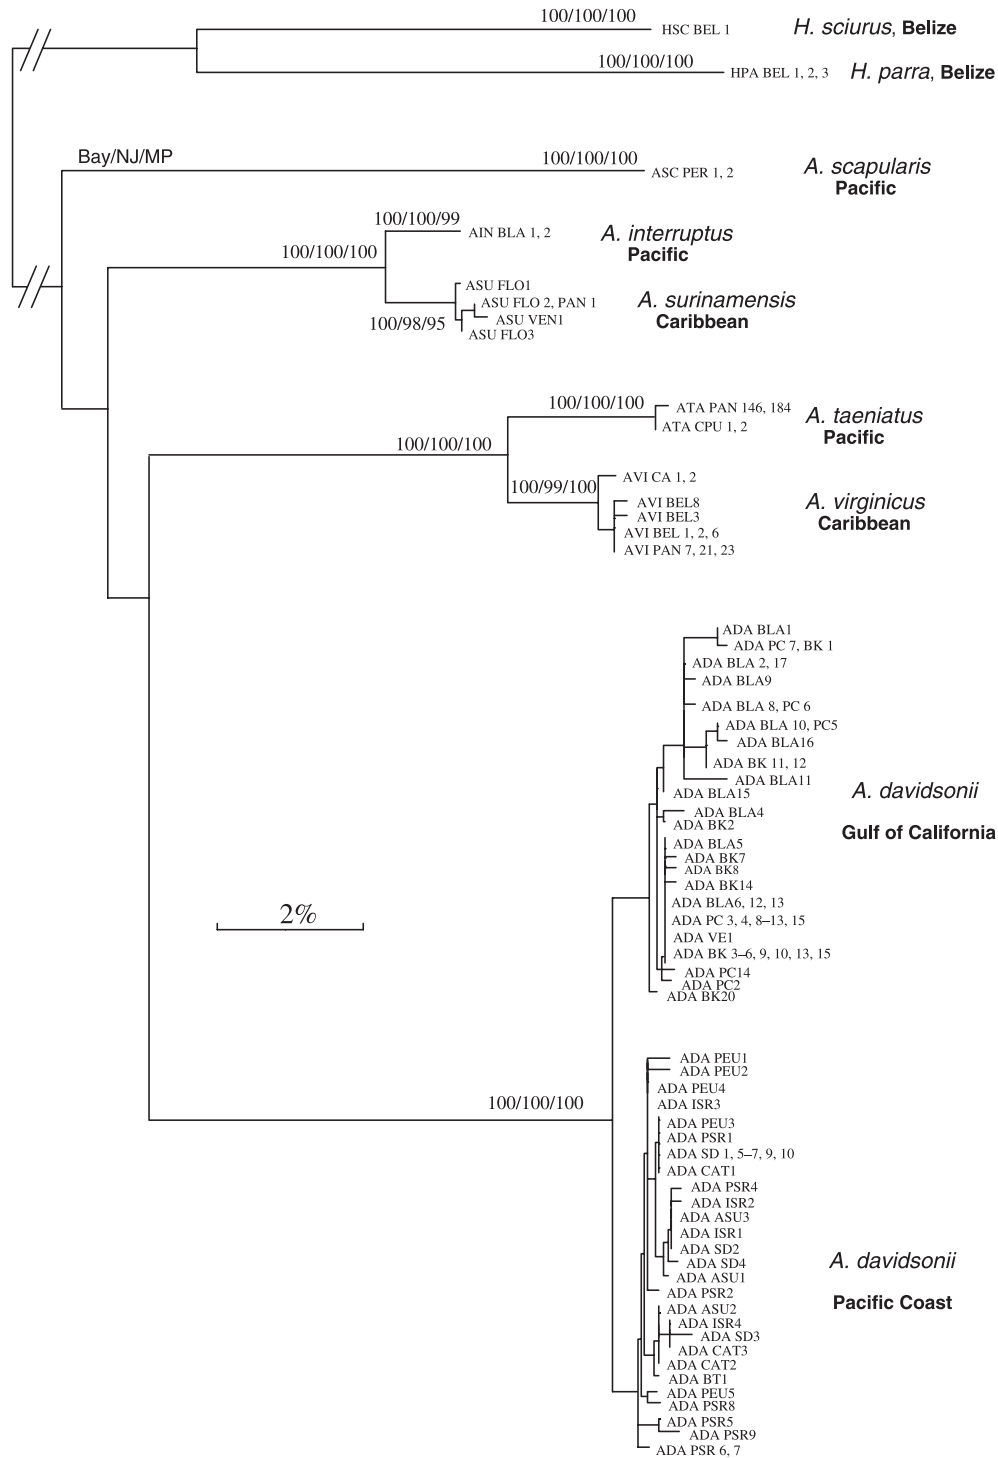 100/100/100
HSC BEL 1
H. sciurus, Belize
100/100/100
HPA BEL 1, 2, 3
H. parra, Belize
Bay/NJ/MP
100/100/100
ASC PER 1, 2
A. scapularis
Pacific
100/100/99
AIN BLA 1, 2
A. interruptus
Pacific
100/100/100
ASU FLO1
ASU FLO 2, PAN 1
ASU VEN1
ASU FLO3
100/98/95
A. surinamensis
Caribbean
100/100/100
ATA PAN 146, 184
ATA CPU 1, 2
A. taeniatus
Pacific
100/100/100
100/99/100
AVI CA 1, 2
AVI BEL8
AVI BEL3
AVI BEL 1, 2, 6
AVI PAN 7, 21, 23
A. virginicus
Caribbean
ADA BLA1
ADA PC 7, BK 1
ADA BLA 2, 17
ADA BLA9
ADA BLA 8, PC 6
ADA BLA 10, PC5
ADA BLA16
ADA BK 11, 12
ADA BLA11
ADA BLA15
ADA BLA4
ADA BK2
ADA BLA5
ADA BK7
ADA BK8
ADA BK14
ADA BLA6, 12, 13
ADA PC 3, 4, 8–13, 15
ADA VE1
ADA BK 3–6, 9, 10, 13, 15
ADA PC14
ADA PC2
ADA BK20
A. davidsonii
Gulf of California
2%
100/100/100
ADA PEU1
ADA PEU2
ADA PEU4
ADA ISR3
ADA PEU3
ADA PSR1
ADA SD 1, 5–7, 9, 10
ADA CAT1
ADA PSR4
ADA ISR2
ADA ASU3
ADA ISR1
ADA SD2
ADA SD4
ADA ASU1
ADA PSR2
ADA ASU2
ADA ISR4
ADA SD3
ADA CAT3
ADA CAT2
ADA BT1
ADA PEU5
ADA PSR8
ADA PSR5
ADA PSR9
ADA PSR 6, 7
A. davidsonii
Pacific Coast